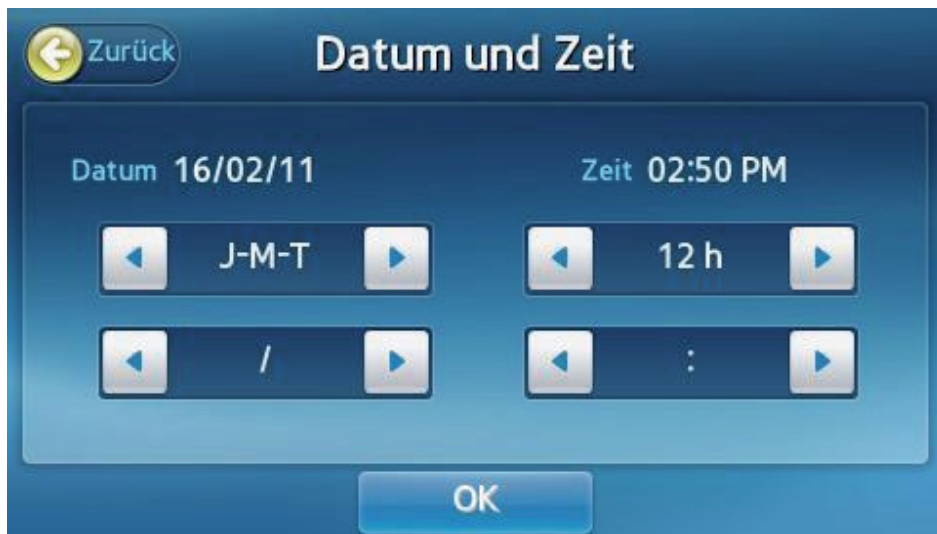 Zurück
Datum und Zeit
Datum 16/02/11
Zeit 02:50 PM
J-M-T
12 h
/
:
OK